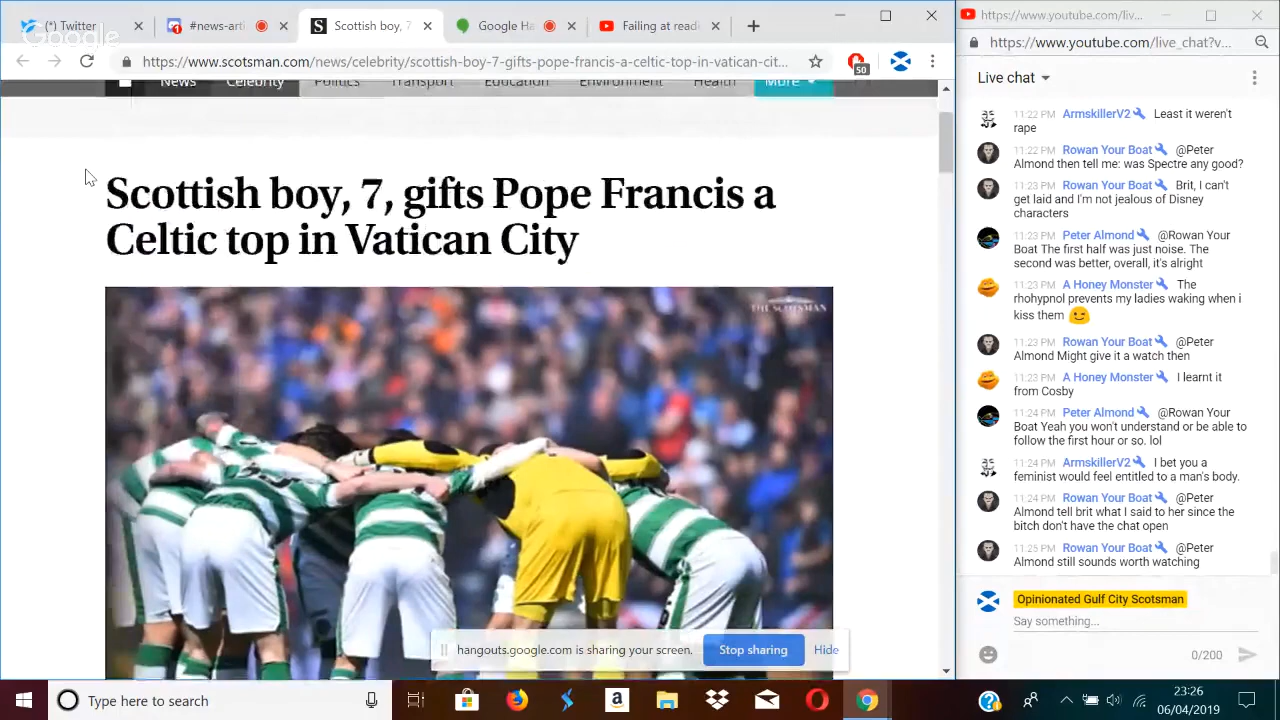 (*) Twitter
#news-arti
Scottish boy, 7
Google Ha
Failing at read
Google
https://www.scotsman.com/news/celebrity/scottish-boy-7-gifts-pope-francis-a-celtic-top-in-vatican-cit...
50
News Celebrity Politics Transport Education Environment Health More
Scottish boy, 7, gifts Pope Francis a
Celtic top in Vatican City
THE SCOTSMAN
hangouts.google.com is sharing your screen.
Stop sharing
Hide
https://www.youtube.com/liv...
https://www.youtube.com/live_chat?v...
Live chat
11:22 PM ArmskillerV2 Least it weren't
rape
11:22 PM Rowan Your Boat @Peter
Almond then tell me: was Spectre any good?
11:23 PM Rowan Your Boat Brit, I can't
get laid and I'm not jealous of Disney
characters
11:23 PM Peter Almond @Rowan Your
Boat The first half was just noise. The
second was better, overall, it's alright
11:23 PM A Honey Monster The
rhohypnol prevents my ladies waking when i
kiss them
11:23 PM Rowan Your Boat @Peter
Almond Might give it a watch then
11:23 PM A Honey Monster I learnt it
from Cosby
11:24 PM Peter Almond @Rowan Your
Boat Yeah you won't understand or be able to
follow the first hour or so. lol
11:24 PM ArmskillerV2 I bet you a
feminist would feel entitled to a man's body.
11:24 PM Rowan Your Boat @Peter
Almond tell brit what I said to her since the
bitch don't have the chat open
11:25 PM Rowan Your Boat @Peter
Almond still sounds worth watching
Opinionated Gulf City Scotsman
Say something...
0/200
Type here to search
23:26
06/04/2019